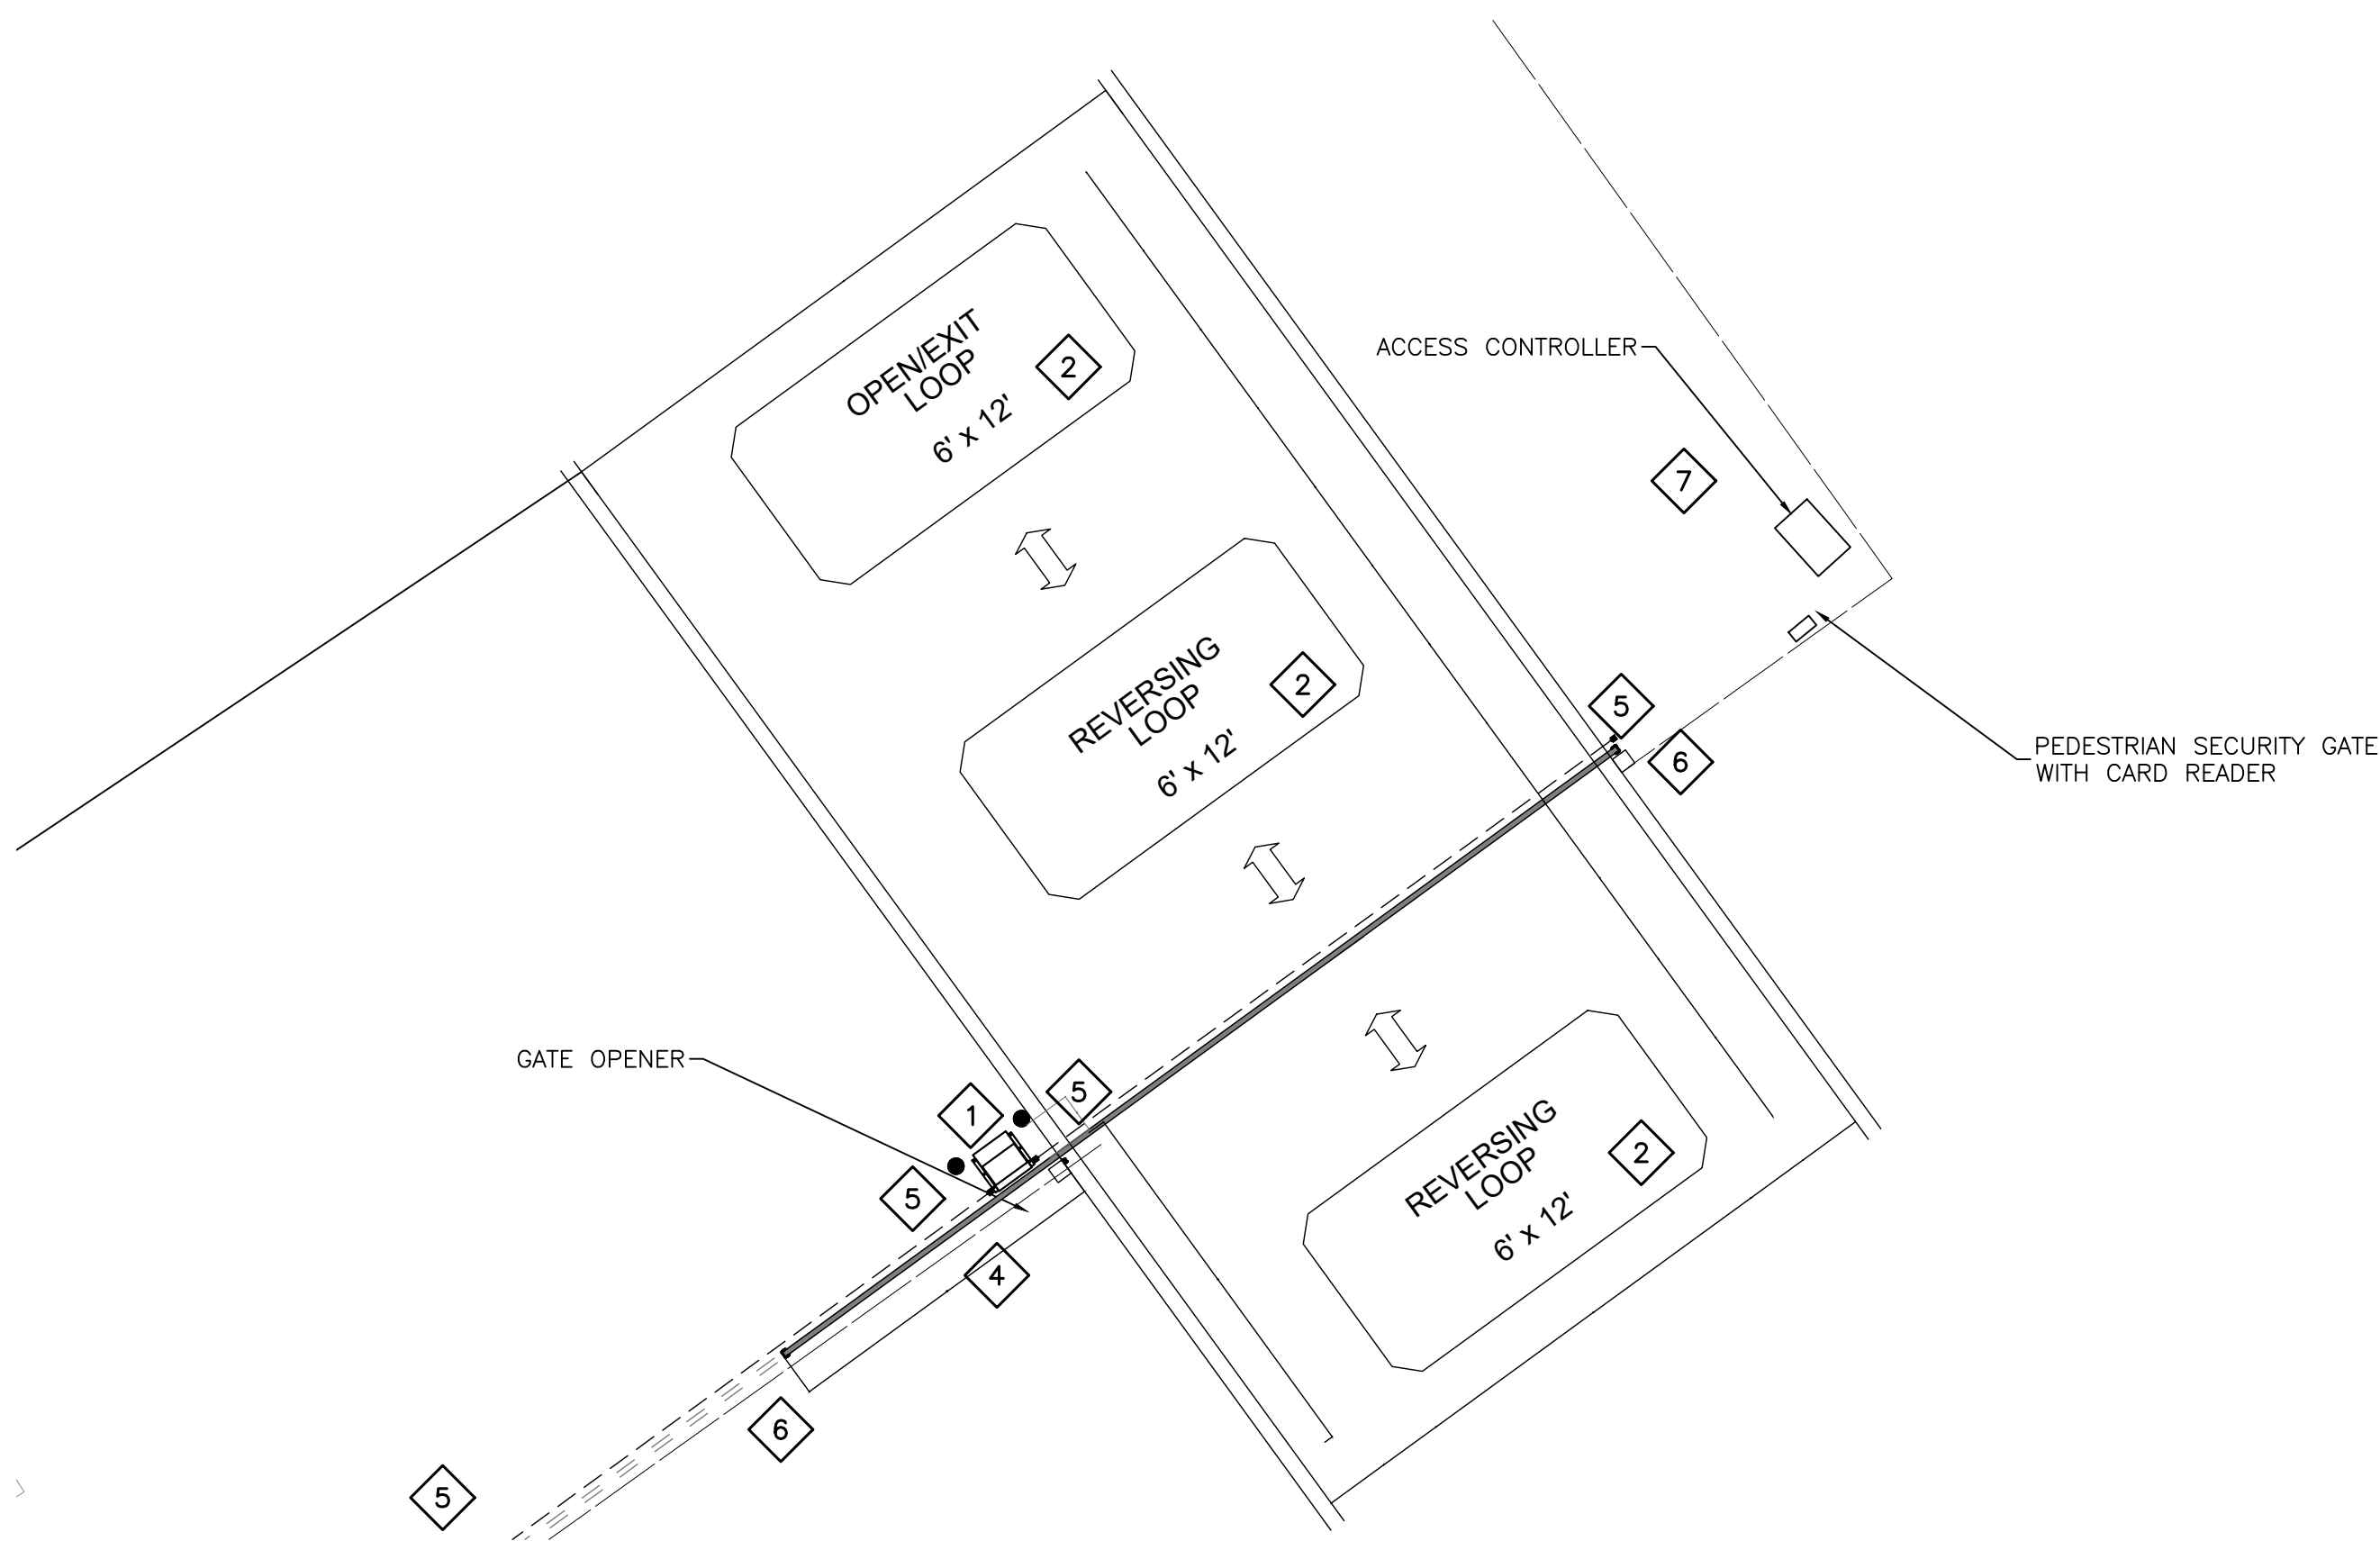 OPEN/EXIT
LOOP
6' x 12'
2
ACCESS CONTROLLER
7
REVERSING
LOOP
6' x 12'
2
5
6
PEDESTRIAN SECURITY GATE
WITH CARD READER
GATE OPENER
1
5
5
4
REVERSING
LOOP
6' x 12'
2
6
5